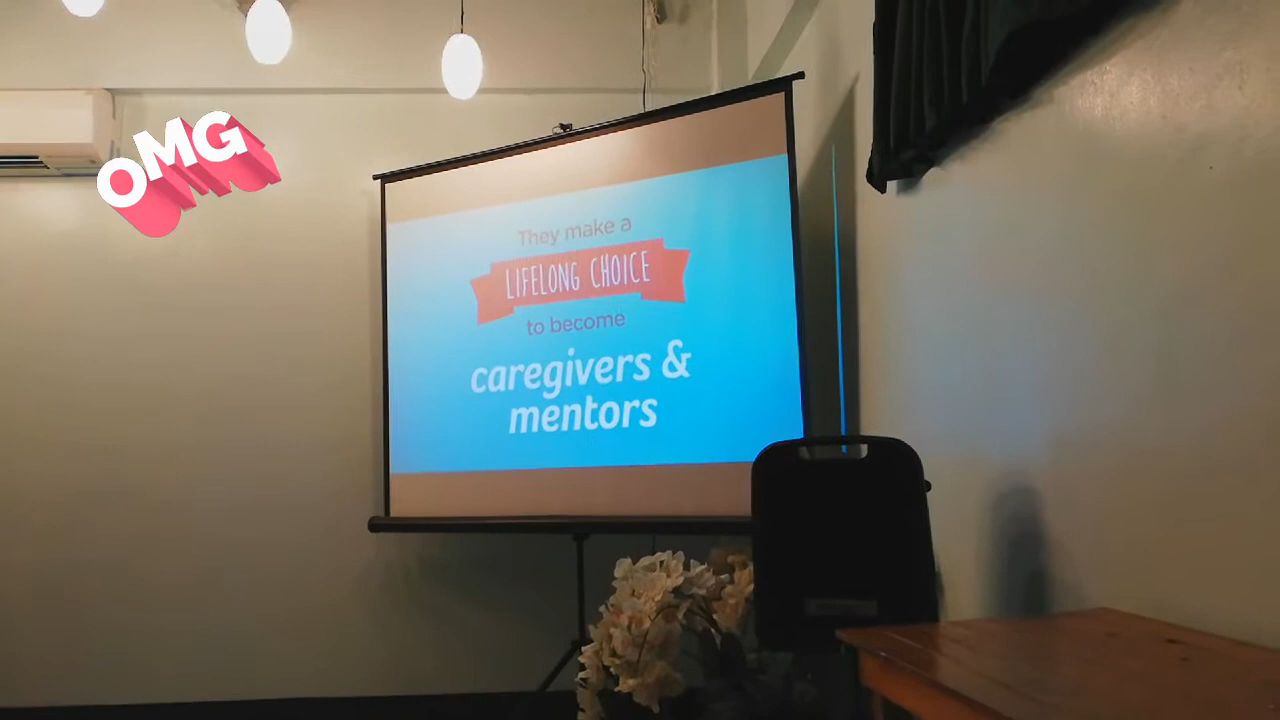 OMG
They make a
LIFELONG CHOICE
to become
caregivers &
mentors